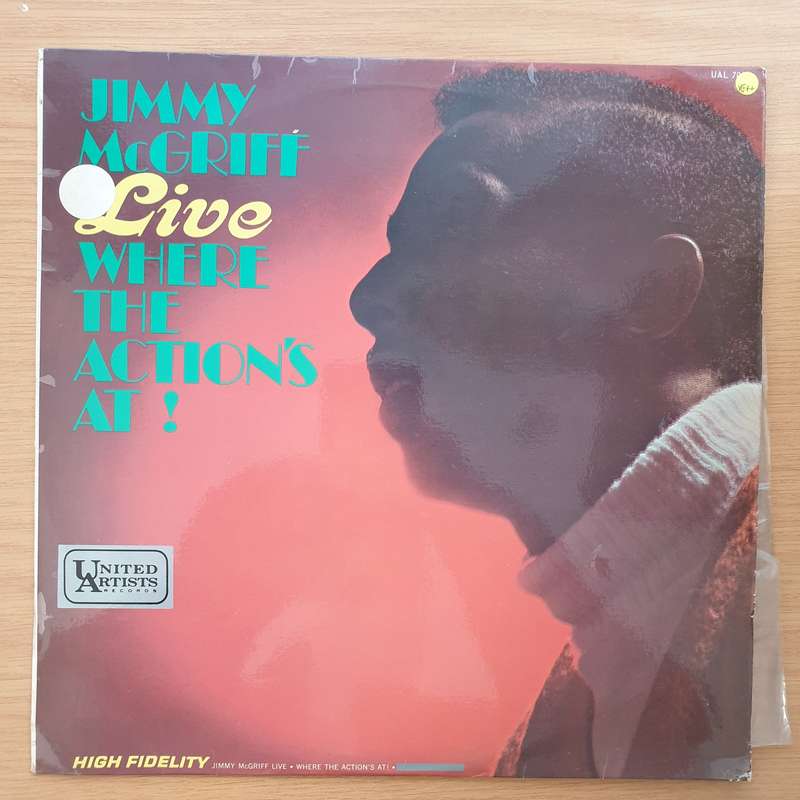 JIMMY
McGRIFF
Live
WHERE
THE
ACTION'S
AT !
UAL
UNITED
ARTISTS
RECORDS
HIGH FIDELITY JIMMY McGRIFF LIVE • WHERE THE ACTION'S AT! •